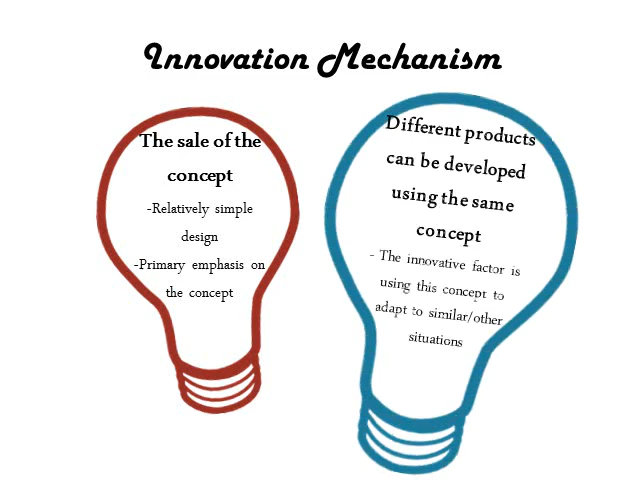 Innovation Mechanism
The sale of the
concept
-Relatively simple
design
-Primary emphasis on
the concept
Different products
can be developed
using the same
concept
- The innovative factor is
using this concept to
adapt to similar/other
situations